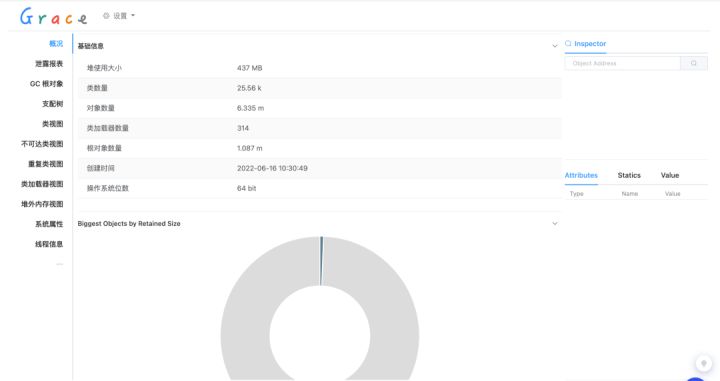 Grace 设置
概况
泄露报表
GC 根对象
支配树
类视图
不可达类视图
重复类视图
类加载器视图
堆外内存视图
系统属性
线程信息
...
基础信息
堆使用大小 437 MB
类数量 25.56 k
对象数量 6.335 m
类加载器数量 314
根对象数量 1.087 m
创建时间 2022-06-16 10:30:49
操作系统位数 64 bit
Biggest Objects by Retained Size
Inspector
Object Address
Attributes Statics Value
Type Name Value